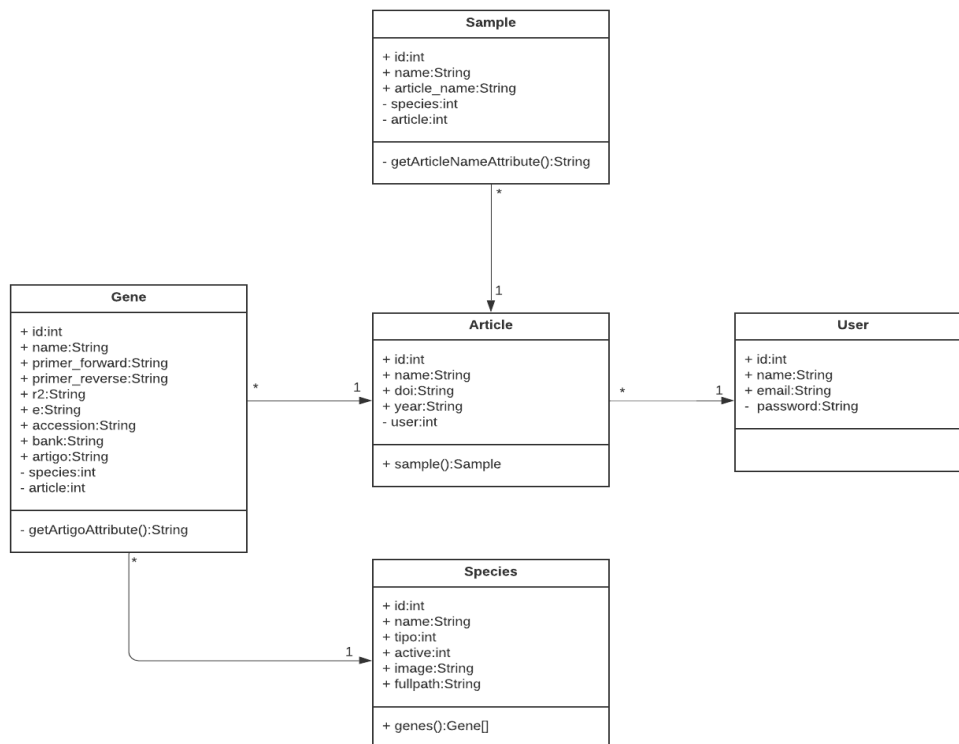 Sample
+ id:int
+ name:String
+ article_name:String
- species:int
- article:int
- getArticleNameAttribute():String
*
1
Gene
+ id:int
+ name:String
+ primer_forward:String
+ primer_reverse:String
+ r2:String
+ e:String
+ accession:String
+ bank:String
+ artigo:String
- species:int
- article:int
- getArtigoAttribute():String
*
1
Article
+ id:int
+ name:String
+ doi:String
+ year:String
- user:int
+ sample():Sample
*
1
User
+ id:int
+ name:String
+ email:String
- password:String
*
1
Species
+ id:int
+ name:String
+ tipo:int
+ active:int
+ image:String
+ fullpath:String
+ genes():Gene[]